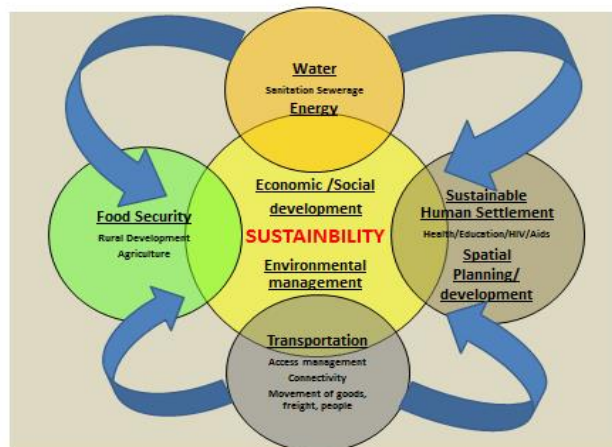 Water
Sanitation Sewerage
Energy
Food Security
Rural Development
Agriculture
Economic /Social
development
SUSTAINBILITY
Environmental
management
Sustainable
Human Settlement
Health/Education/HIV/Aids
Spatial
Planning/
development
Transportation
Access management
Connectivity
Movement of goods,
freight, people